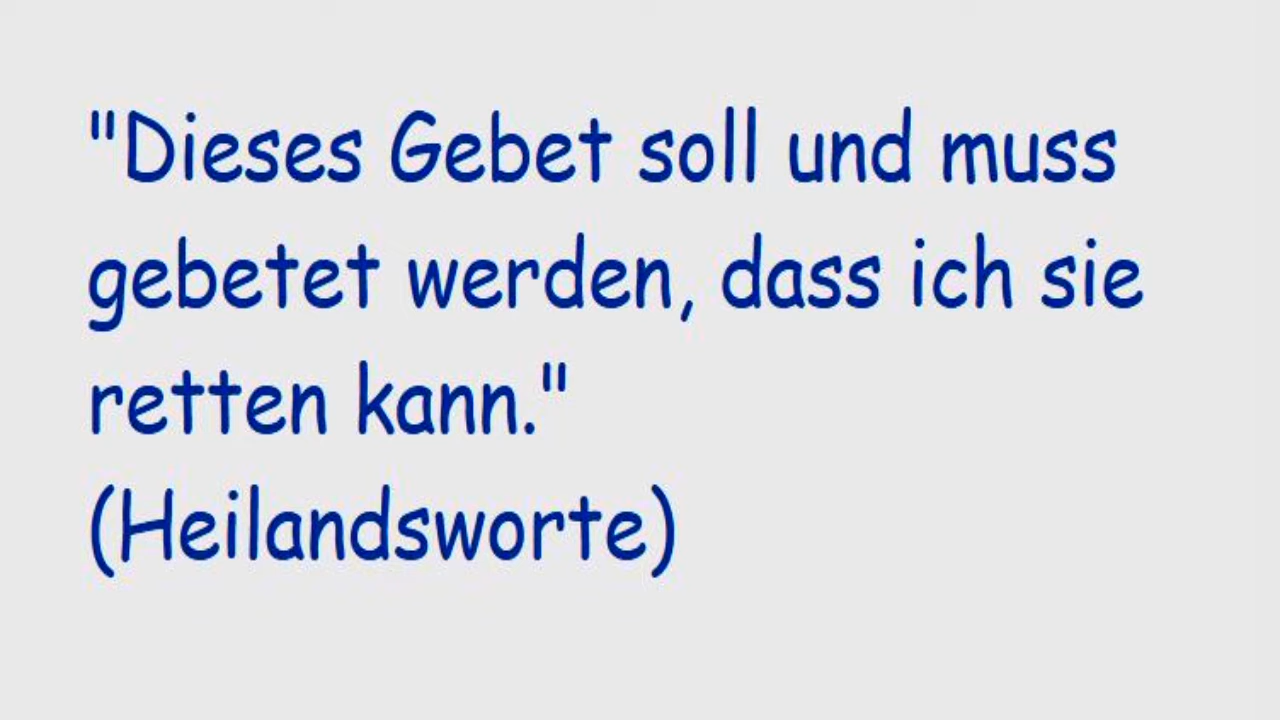 "Dieses Gebet soll und muss
gebetet werden, dass ich sie
retten kann."
(Heilandsworte)